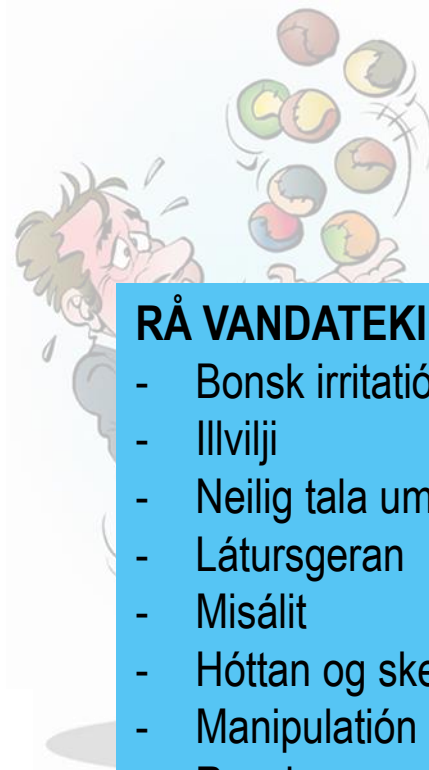 RÅ VANDATEKI
- Bonsk irritatió
- Illvilji
- Neilig tala um
- Látursgeran
- Misálit
- Hóttan og ske
- Manipulatión